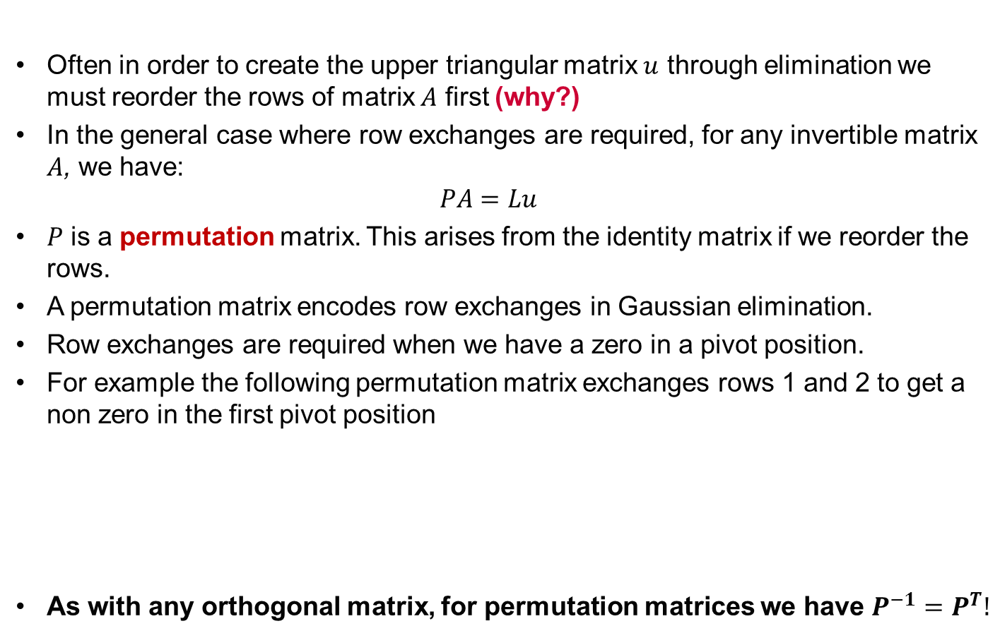 • Often in order to create the upper triangular matrix 𝑢 through elimination we
must reorder the rows of matrix 𝐴 first (why?)
• In the general case where row exchanges are required, for any invertible matrix
𝐴, we have:
𝑃𝐴 = 𝐿𝑢
• 𝑃 is a permutation matrix. This arises from the identity matrix if we reorder the
rows.
• A permutation matrix encodes row exchanges in Gaussian elimination.
• Row exchanges are required when we have a zero in a pivot position.
• For example the following permutation matrix exchanges rows 1 and 2 to get a
non zero in the first pivot position
• As with any orthogonal matrix, for permutation matrices we have 𝑷⁻¹ = 𝑷ᵀ!